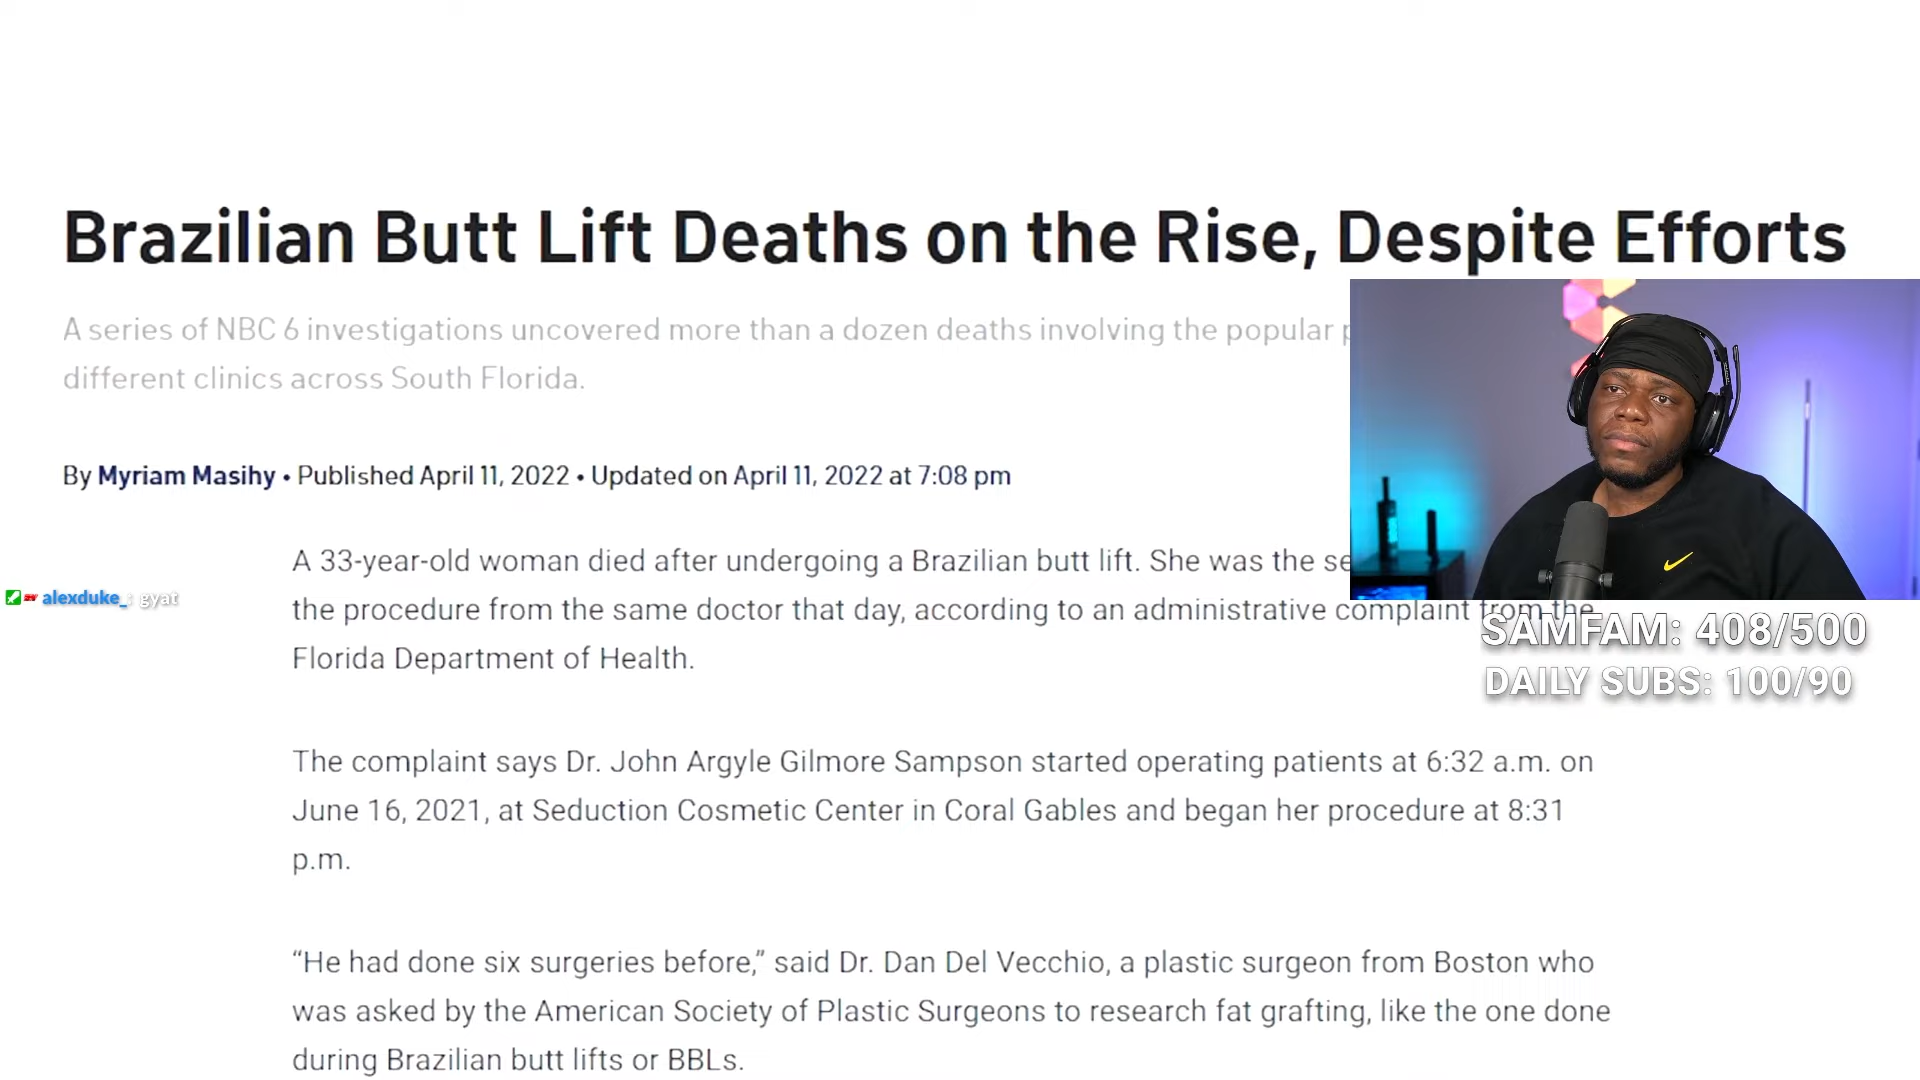 Brazilian Butt Lift Deaths on the Rise, Despite Efforts
A series of NBC 6 investigations uncovered more than a dozen deaths involving the popular
different clinics across South Florida.
By Myriam Masihy • Published April 11, 2022 • Updated on April 11, 2022 at 7:08 pm
A 33-year-old woman died after undergoing a Brazilian butt lift. She was the
alexduke_: gyat
the procedure from the same doctor that day, according to an administrative complaint from the
SAMFAM: 408/500
Florida Department of Health.
DAILY SUBS: 100/90
The complaint says Dr. John Argyle Gilmore Sampson started operating patients at 6:32 a.m. on
June 16, 2021, at Seduction Cosmetic Center in Coral Gables and began her procedure at 8:31
p.m.
“He had done six surgeries before,” said Dr. Dan Del Vecchio, a plastic surgeon from Boston who
was asked by the American Society of Plastic Surgeons to research fat grafting, like the one done
during Brazilian butt lifts or BBLs.